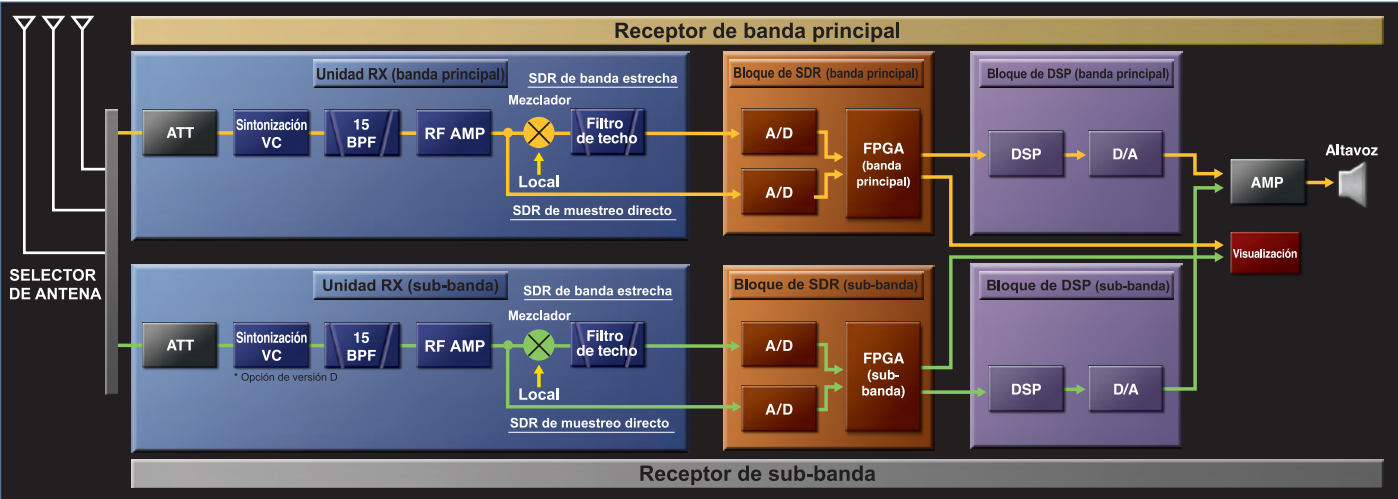 Receptor de banda principal
Unidad RX (banda principal)
SDR de banda estrecha
Mezclador
ATT
Sintonización
VC
15
BPF
RF AMP
Filtro
de techo
Local
SDR de muestreo directo
Bloque de SDR (banda principal)
A/D
A/D
FPGA
(banda
principal)
Bloque de DSP (banda principal)
DSP
D/A
AMP
Altavoz
Visualización
SELECTOR
DE ANTENA
Unidad RX (sub-banda)
SDR de banda estrecha
Mezclador
ATT
Sintonización
VC
* Opción de versión D
15
BPF
RF AMP
Filtro
de techo
Local
SDR de muestreo directo
Bloque de SDR (sub-banda)
A/D
A/D
FPGA
(sub-
banda)
Bloque de DSP (sub-banda)
DSP
D/A
Receptor de sub-banda